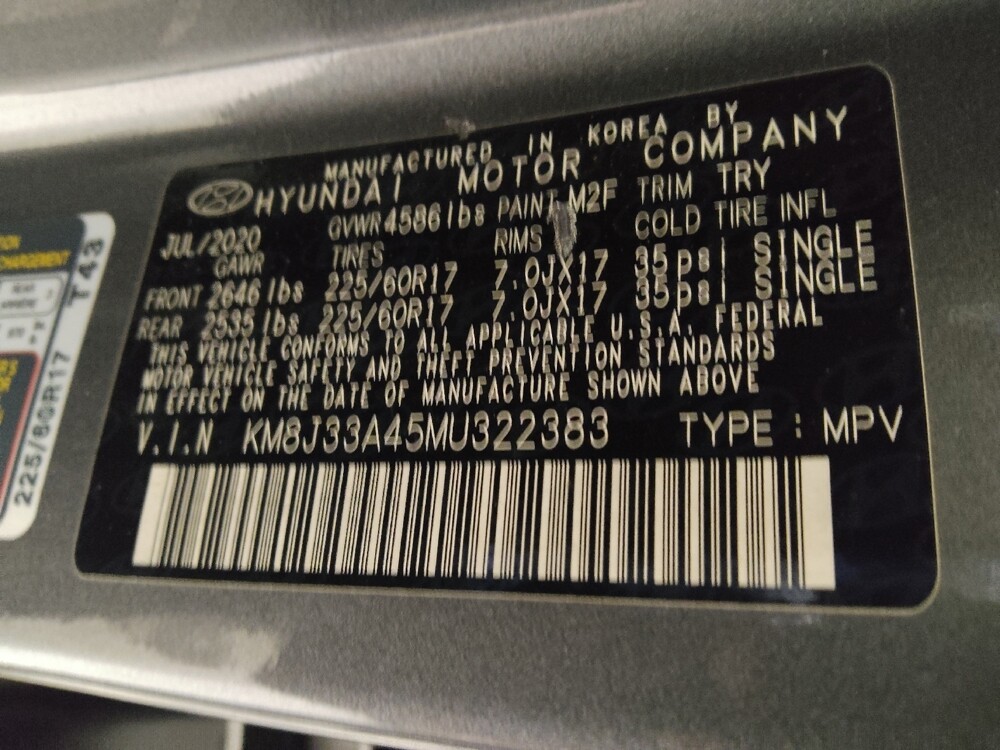 MANUFACTURED IN KOREA BY
HYUNDAI MOTOR COMPANY
JUL/2020 GVWR 4586 lbs PAINT M2F TRIM TRY
GAWR TIRES RIMS COLD TIRE INFL
FRONT 2646 lbs 225/60R17 7.0JX17 35psi SINGLE
REAR 2535 lbs 225/60R17 7.0JX17 35psi SINGLE
THIS VEHICLE CONFORMS TO ALL APPLICABLE U.S.A. FEDERAL
MOTOR VEHICLE SAFETY AND THEFT PREVENTION STANDARDS
IN EFFECT ON THE DATE OF MANUFACTURE SHOWN ABOVE
V.I.N KM8J33A45MU322383 TYPE : MPV
225/60R17 T43